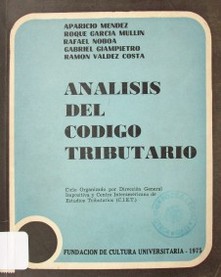 APARICIO MENDEZ
ROQUE GARCIA MULLIN
RAFAEL NOBOA
GABRIEL GIAMPIETRO
RAMON VALDEZ COSTA
ANALISIS
DEL
CODIGO
TRIBUTARIO
Ciclo Organizado por Dirección General
Impositiva y Centro Interamericano de
Estudios Tributarios (C.I.E.T.)
FUNDACION DE CULTURA UNIVERSITARIA - 1975